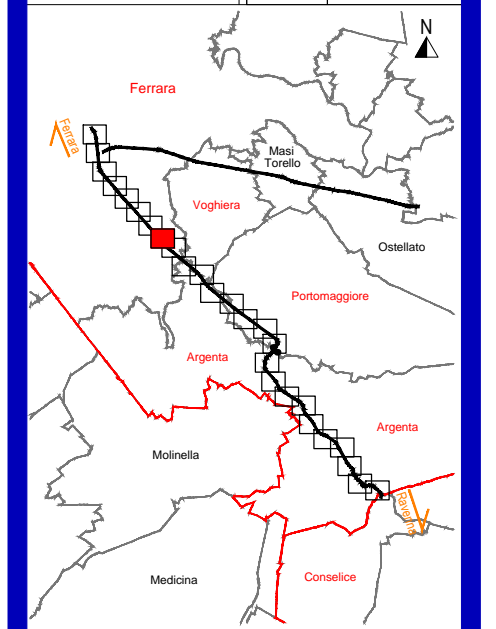 N
Ferrara
Ferrara
Masi
Torello
Voghiera
Ostellato
Portomaggiore
Argenta
Argenta
Molinella
Ravenna
Medicina
Conselice